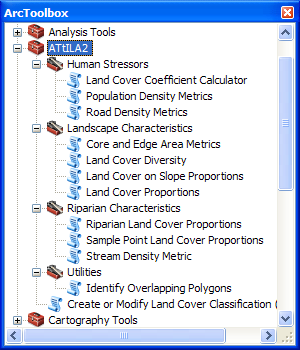 ArcToolbox
Analysis Tools
ATtILA2
Human Stressors
Land Cover Coefficient Calculator
Population Density Metrics
Road Density Metrics
Landscape Characteristics
Core and Edge Area Metrics
Land Cover Diversity
Land Cover on Slope Proportions
Land Cover Proportions
Riparian Characteristics
Riparian Land Cover Proportions
Sample Point Land Cover Proportions
Stream Density Metric
Utilities
Identify Overlapping Polygons
Create or Modify Land Cover Classification (
Cartography Tools